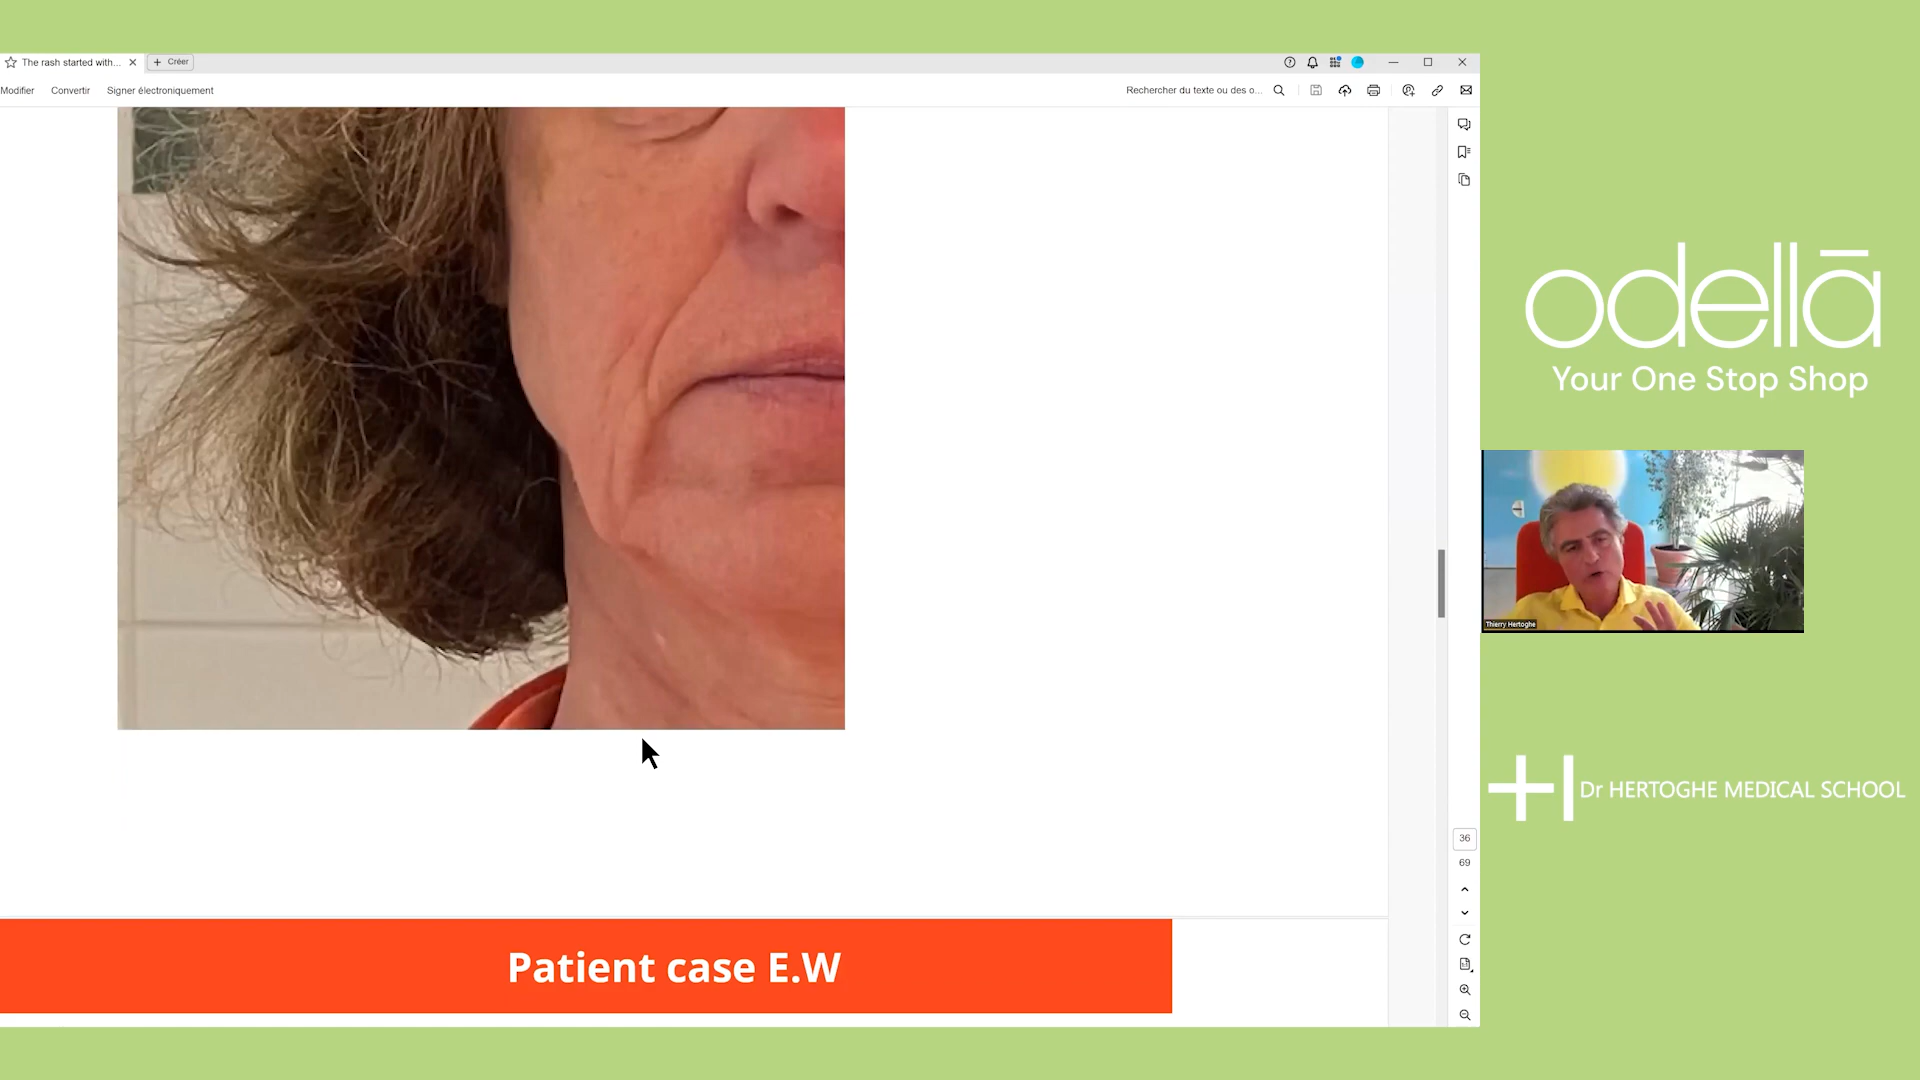 The rash started with...
Créer
Modifier
Convertir
Signer électroniquement
Rechercher du texte ou des o...
odellā
Your One Stop Shop
Thierry Hertoghe
Dr HERTOGHE MEDICAL SCHOOL
36
69
Patient case E.W